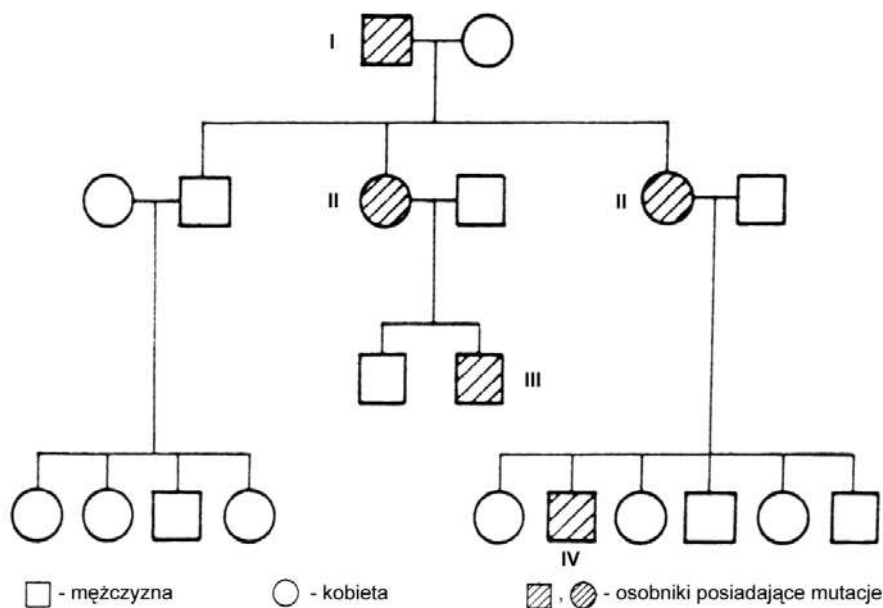 I
II
II
III
IV
- mężczyzna
- kobieta
, - osobniki posiadające mutacje